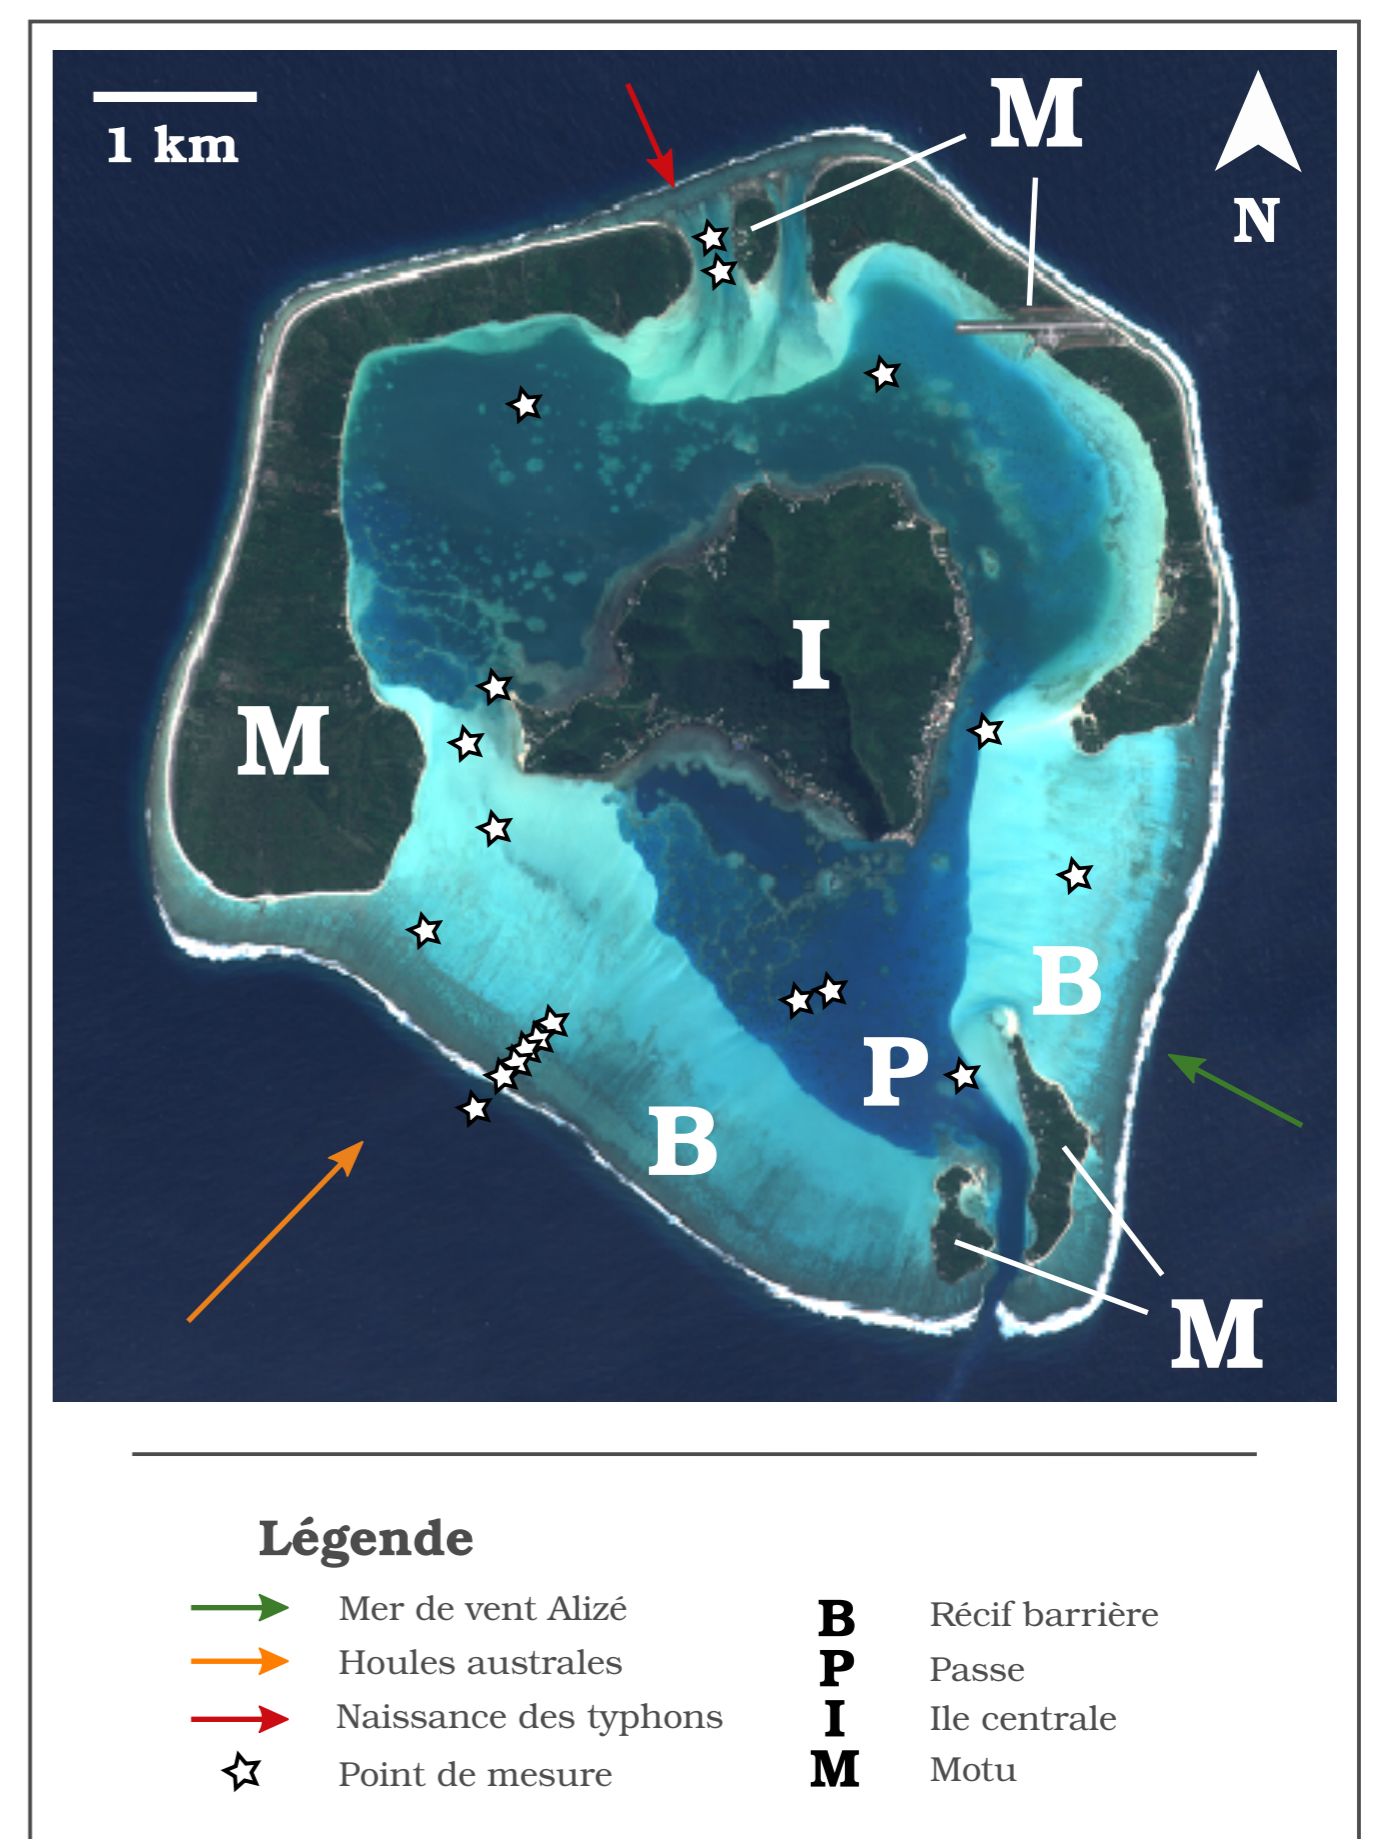 1 km
M
N
I
M
B
P
B
M
Légende
Mer de vent Alizé
Houles australes
Naissance des typhons
Point de mesure
B Récif barrière
P Passe
I Ile centrale
M Motu